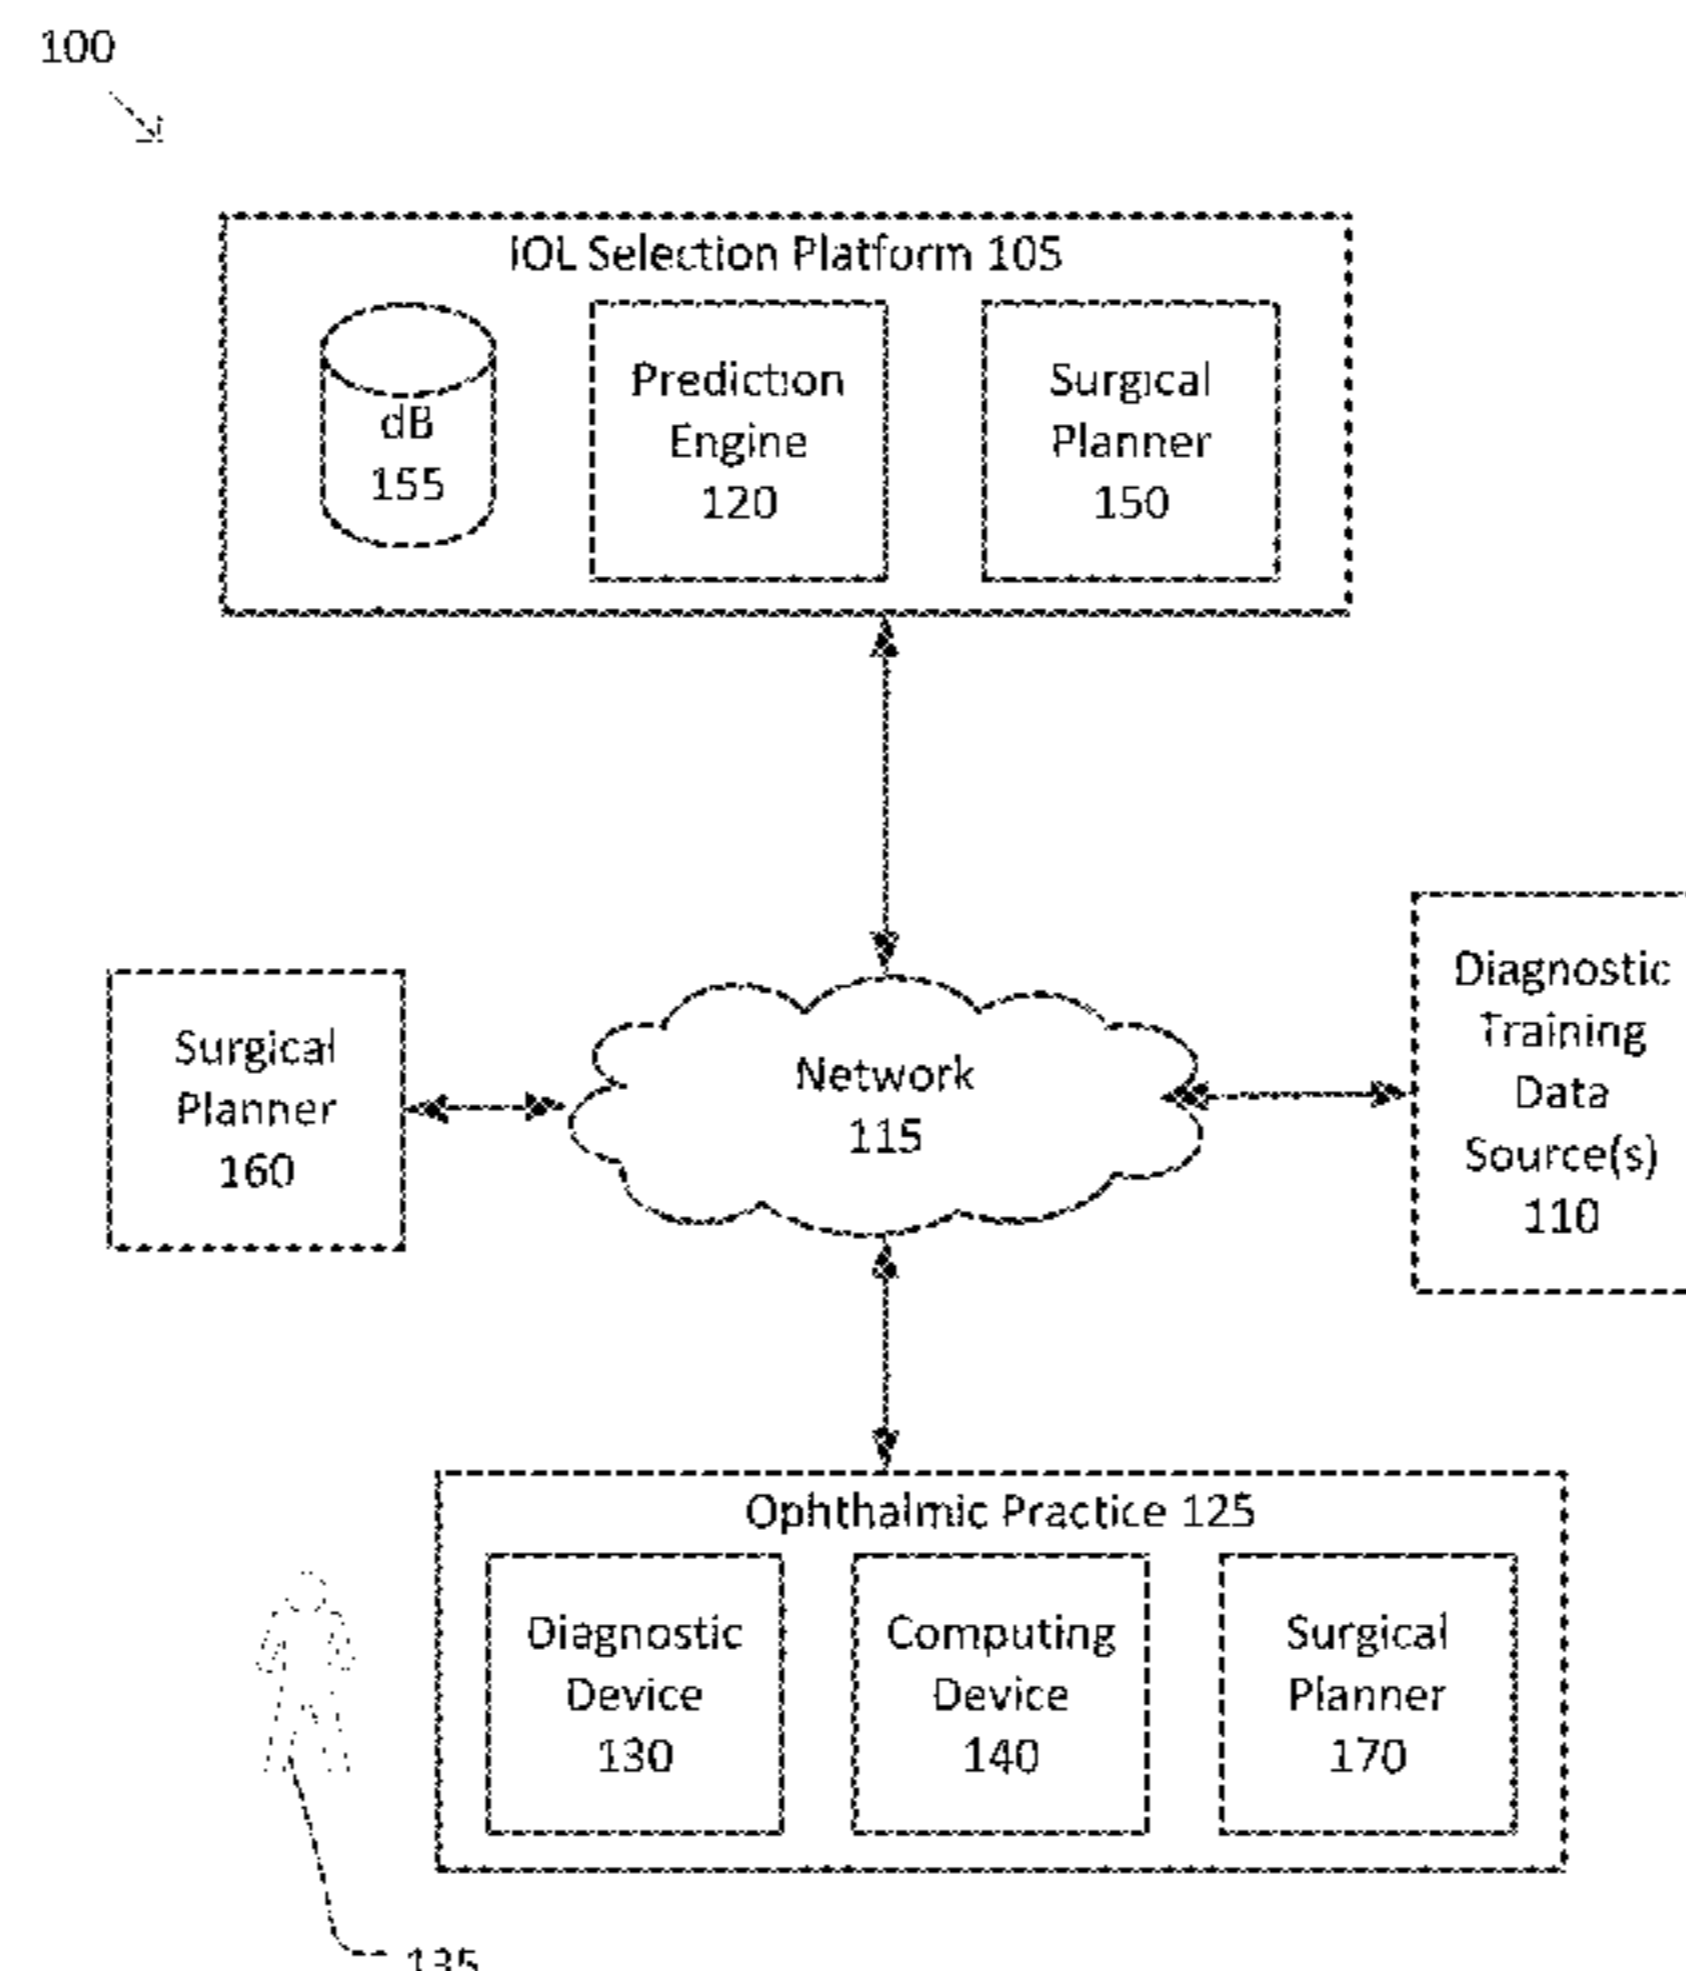 100
IOL Selection Platform 105
dB
155
Prediction
Engine
120
Surgical
Planner
150
Surgical
Planner
160
Network
115
Diagnostic
Training
Data
Source(s)
110
Ophthalmic Practice 125
Diagnostic
Device
130
Computing
Device
140
Surgical
Planner
170
135